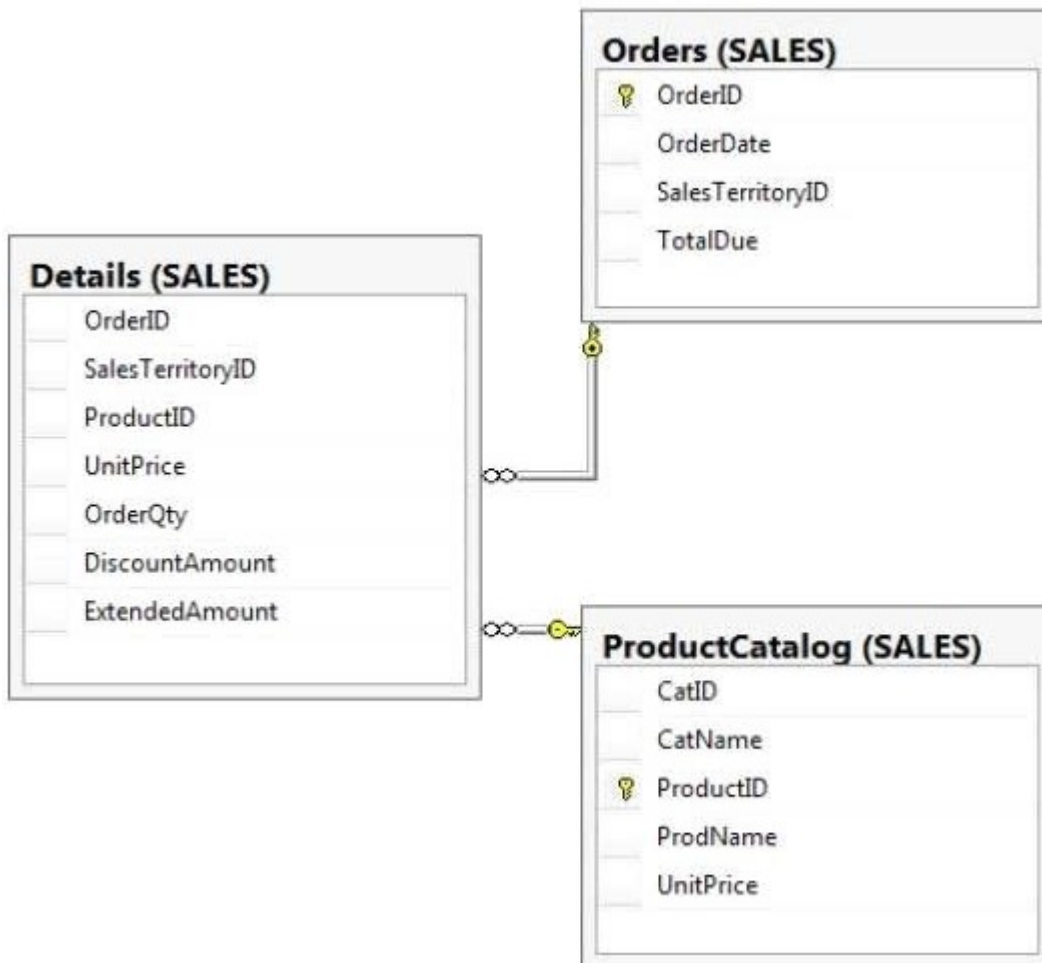 Orders (SALES)
OrderID
OrderDate
SalesTerritoryID
TotalDue
Details (SALES)
OrderID
SalesTerritoryID
ProductID
UnitPrice
OrderQty
DiscountAmount
ExtendedAmount
ProductCatalog (SALES)
CatID
CatName
ProductID
ProdName
UnitPrice